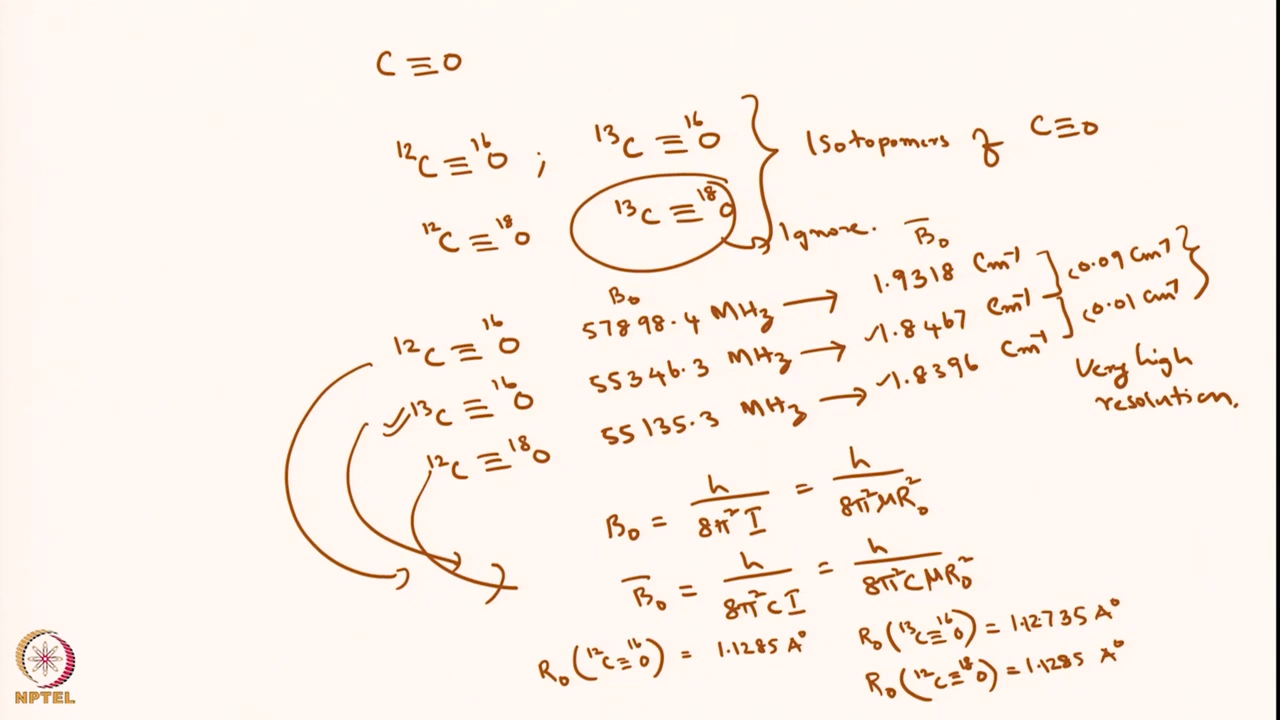 C≡O
¹²C≡¹⁶O ; ¹³C≡¹⁶O } Isotopomers of C≡O
¹²C≡¹⁸O ¹³C≡¹⁸O → Ignore.
B₀ B̅₀
¹²C≡¹⁶O 57898.4 MHz → 1.9318 cm⁻¹ } <0.09 cm⁻¹ }
✓¹³C≡¹⁶O 55346.3 MHz → 1.8467 cm⁻¹ } <0.01 cm⁻¹
¹²C≡¹⁸O 55135.3 MHz → 1.8396 cm⁻¹
Very high
resolution.
B₀ = h/8π²I = h/8π²μR₀²
B̅₀ = h/8π²cI = h/8π²CμR₀²
R₀(¹²C≡¹⁶O) = 1.1285 A° R₀(¹³C≡¹⁶O) = 1.12735 A°
R₀(¹²C≡¹⁸O) = 1.1285 A°
NPTEL